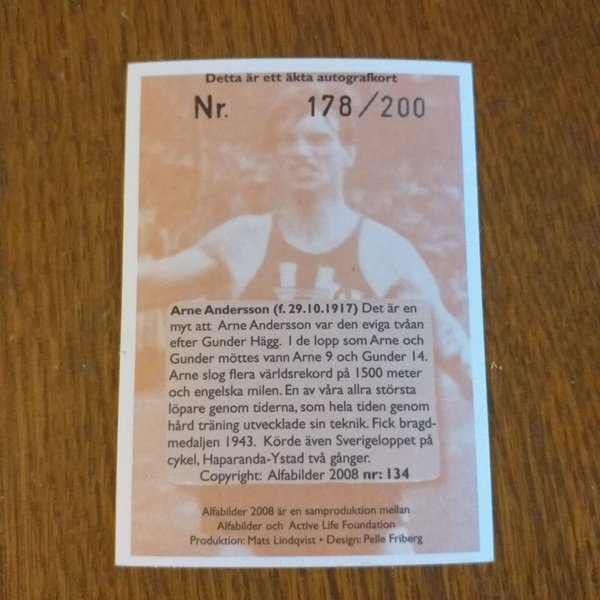 Detta är ett äkta autografkort
Nr. 178/200
Arne Andersson (f. 29.10.1917) Det är en
myt att Arne Andersson var den eviga tvåan
efter Gunder Hägg. I de lopp som Arne och
Gunder möttes vann Arne 9 och Gunder 14.
Arne slog flera världsrekord på 1500 meter
och engelska milen. En av våra allra största
löpare genom tiderna, som hela tiden genom
hård träning utvecklade sin teknik. Fick bragd-
medaljen 1943. Körde även Sverigeloppet på
cykel, Haparanda-Ystad två gånger.
Copyright: Alfabilder 2008 nr: 134
Alfabilder 2008 är en samproduktion mellan
Alfabilder och Active Life Foundation
Produktion: Mats Lindqvist • Design: Pelle Friberg